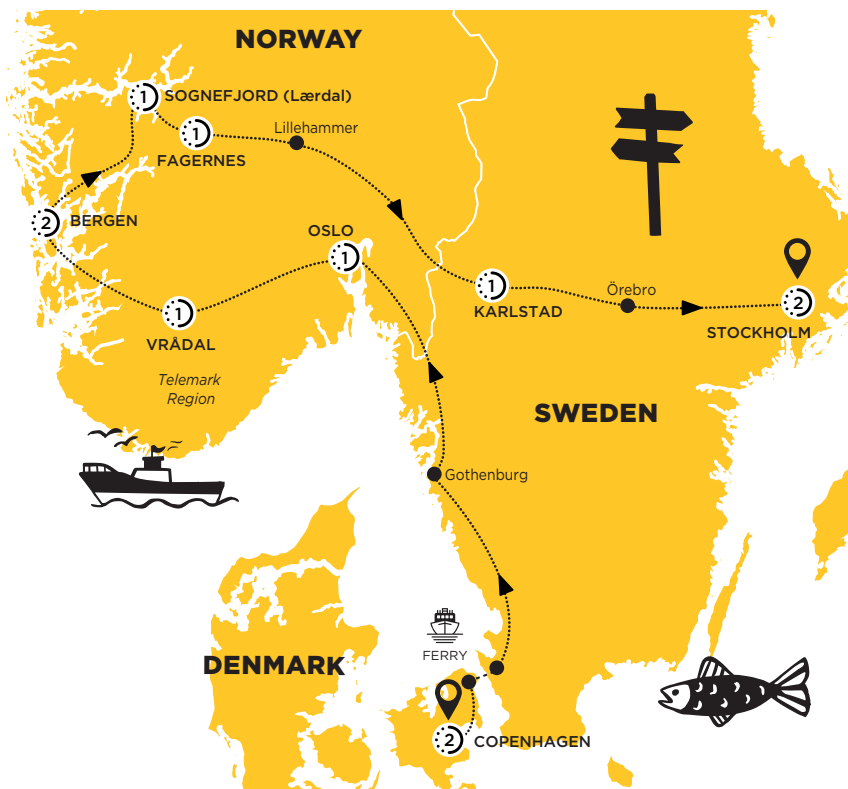 NORWAY
1 SOGNEFJORD (Lærdal)
1
FAGERNES
Lillehammer
2 BERGEN
OSLO
1
1
VRÅDAL
Telemark
Region
1
KARLSTAD
Örebro
2
STOCKHOLM
SWEDEN
Gothenburg
FERRY
DENMARK
2 COPENHAGEN